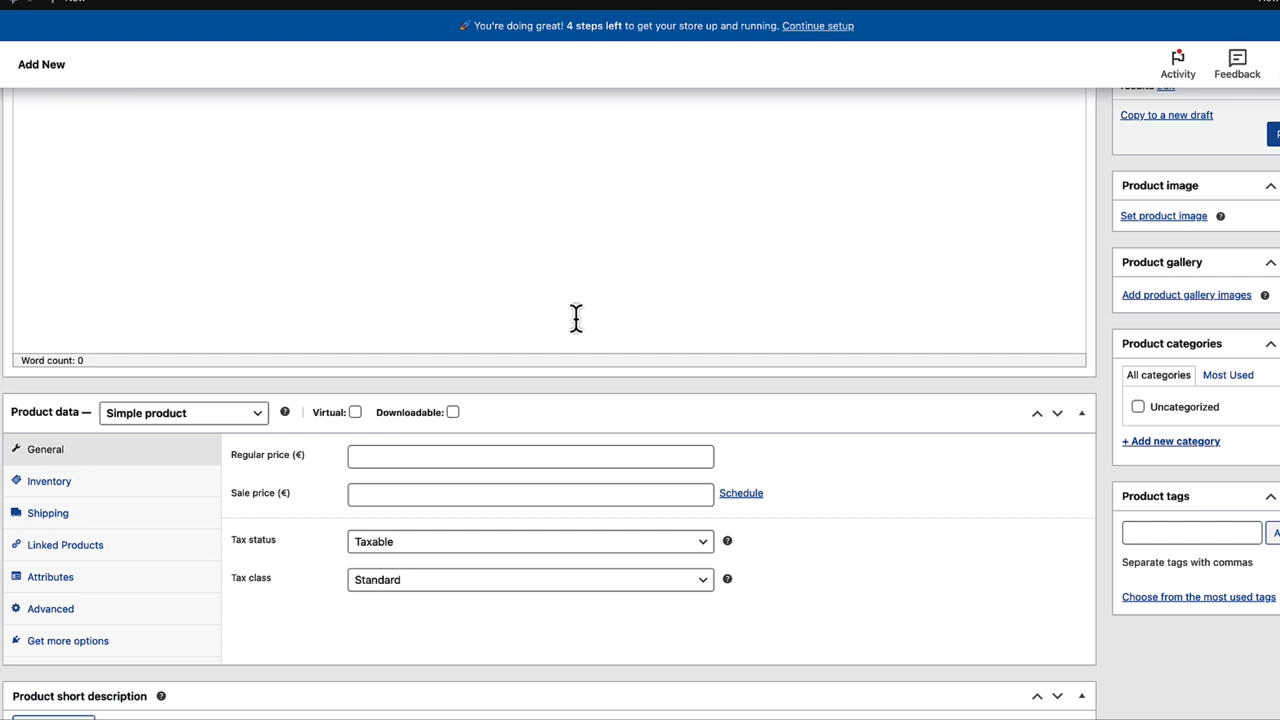 New
🚀 You're doing great! 4 steps left to get your store up and running. Continue setup
Add New
Activity
Feedback
results Edit
Copy to a new draft
Product image
Set product image
Product gallery
Add product gallery images
Word count: 0
Product categories
All categories Most Used
Uncategorized
+ Add new category
Product data — Simple product Virtual: Downloadable:
General
Inventory
Shipping
Linked Products
Attributes
Advanced
Get more options
Regular price (€)
Sale price (€) Schedule
Tax status Taxable
Tax class Standard
Product tags
Separate tags with commas
Choose from the most used tags
Product short description